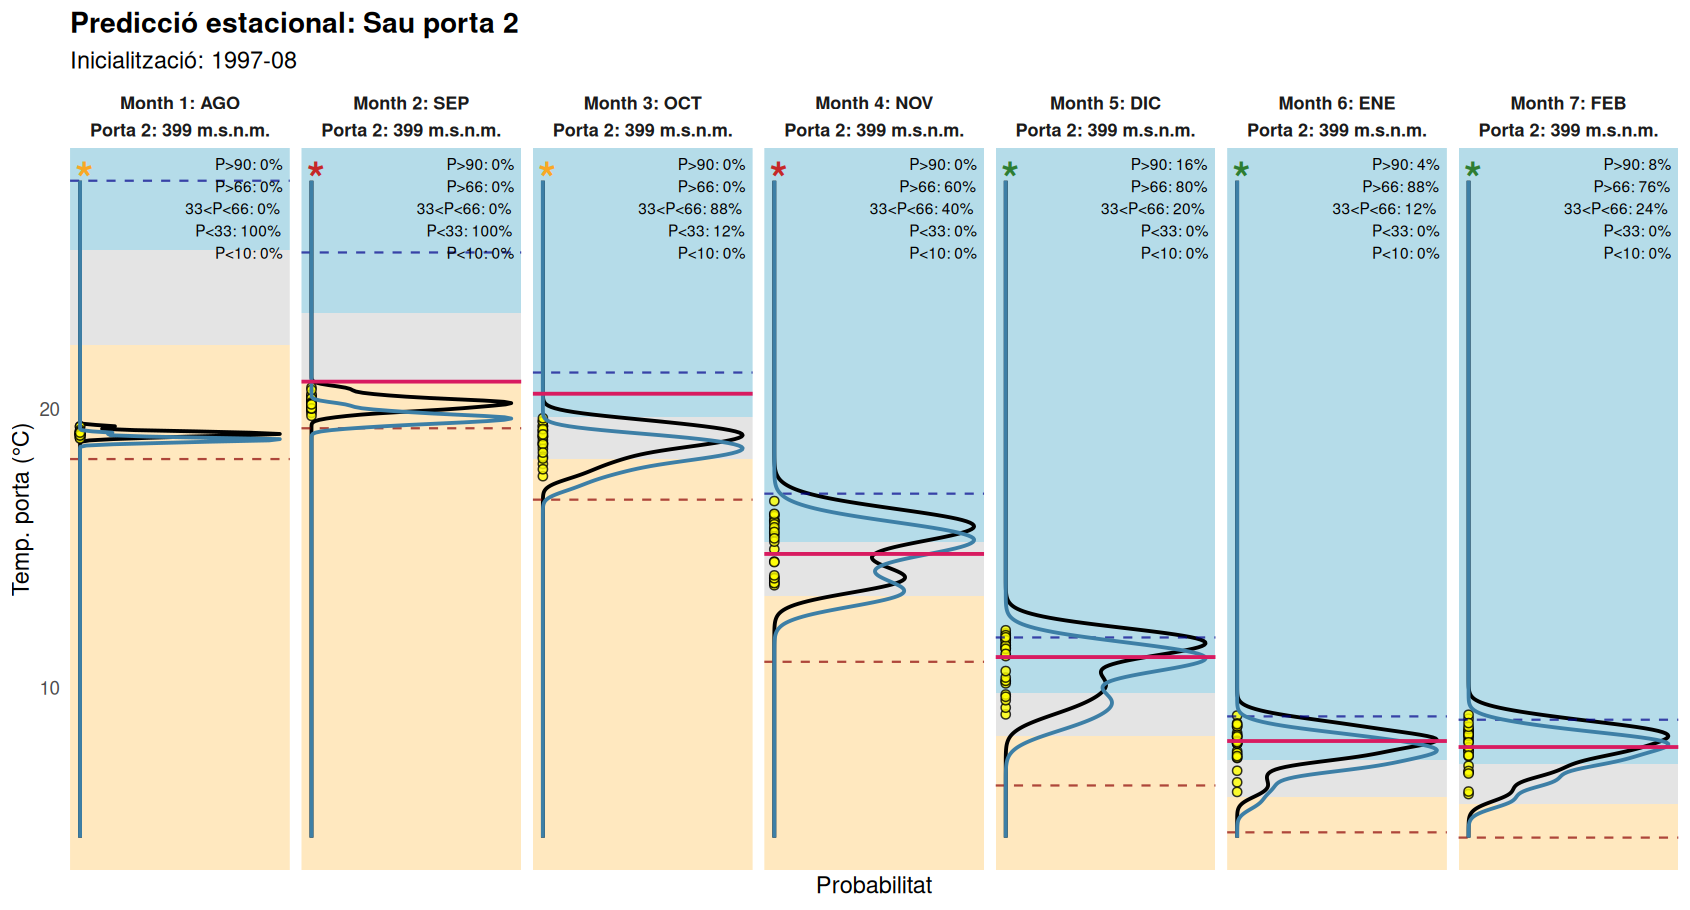 Predicció estacional: Sau porta 2
Inicialització: 1997-08
Month 1: AGO
Porta 2: 399 m.s.n.m.
Month 2: SEP
Porta 2: 399 m.s.n.m.
Month 3: OCT
Porta 2: 399 m.s.n.m.
Month 4: NOV
Porta 2: 399 m.s.n.m.
Month 5: DIC
Porta 2: 399 m.s.n.m.
Month 6: ENE
Porta 2: 399 m.s.n.m.
Month 7: FEB
Porta 2: 399 m.s.n.m.
*
P>90: 0%
P>66: 0%
33<P<66: 0%
P<33: 100%
P<10: 0%
*
P>90: 0%
P>66: 0%
33<P<66: 0%
P<33: 100%
P<10: 0%
*
P>90: 0%
P>66: 0%
33<P<66: 88%
P<33: 12%
P<10: 0%
*
P>90: 0%
P>66: 60%
33<P<66: 40%
P<33: 0%
P<10: 0%
*
P>90: 16%
P>66: 80%
33<P<66: 20%
P<33: 0%
P<10: 0%
*
P>90: 4%
P>66: 88%
33<P<66: 12%
P<33: 0%
P<10: 0%
*
P>90: 8%
P>66: 76%
33<P<66: 24%
P<33: 0%
P<10: 0%
Temp. porta (°C)
20
10
Probabilitat